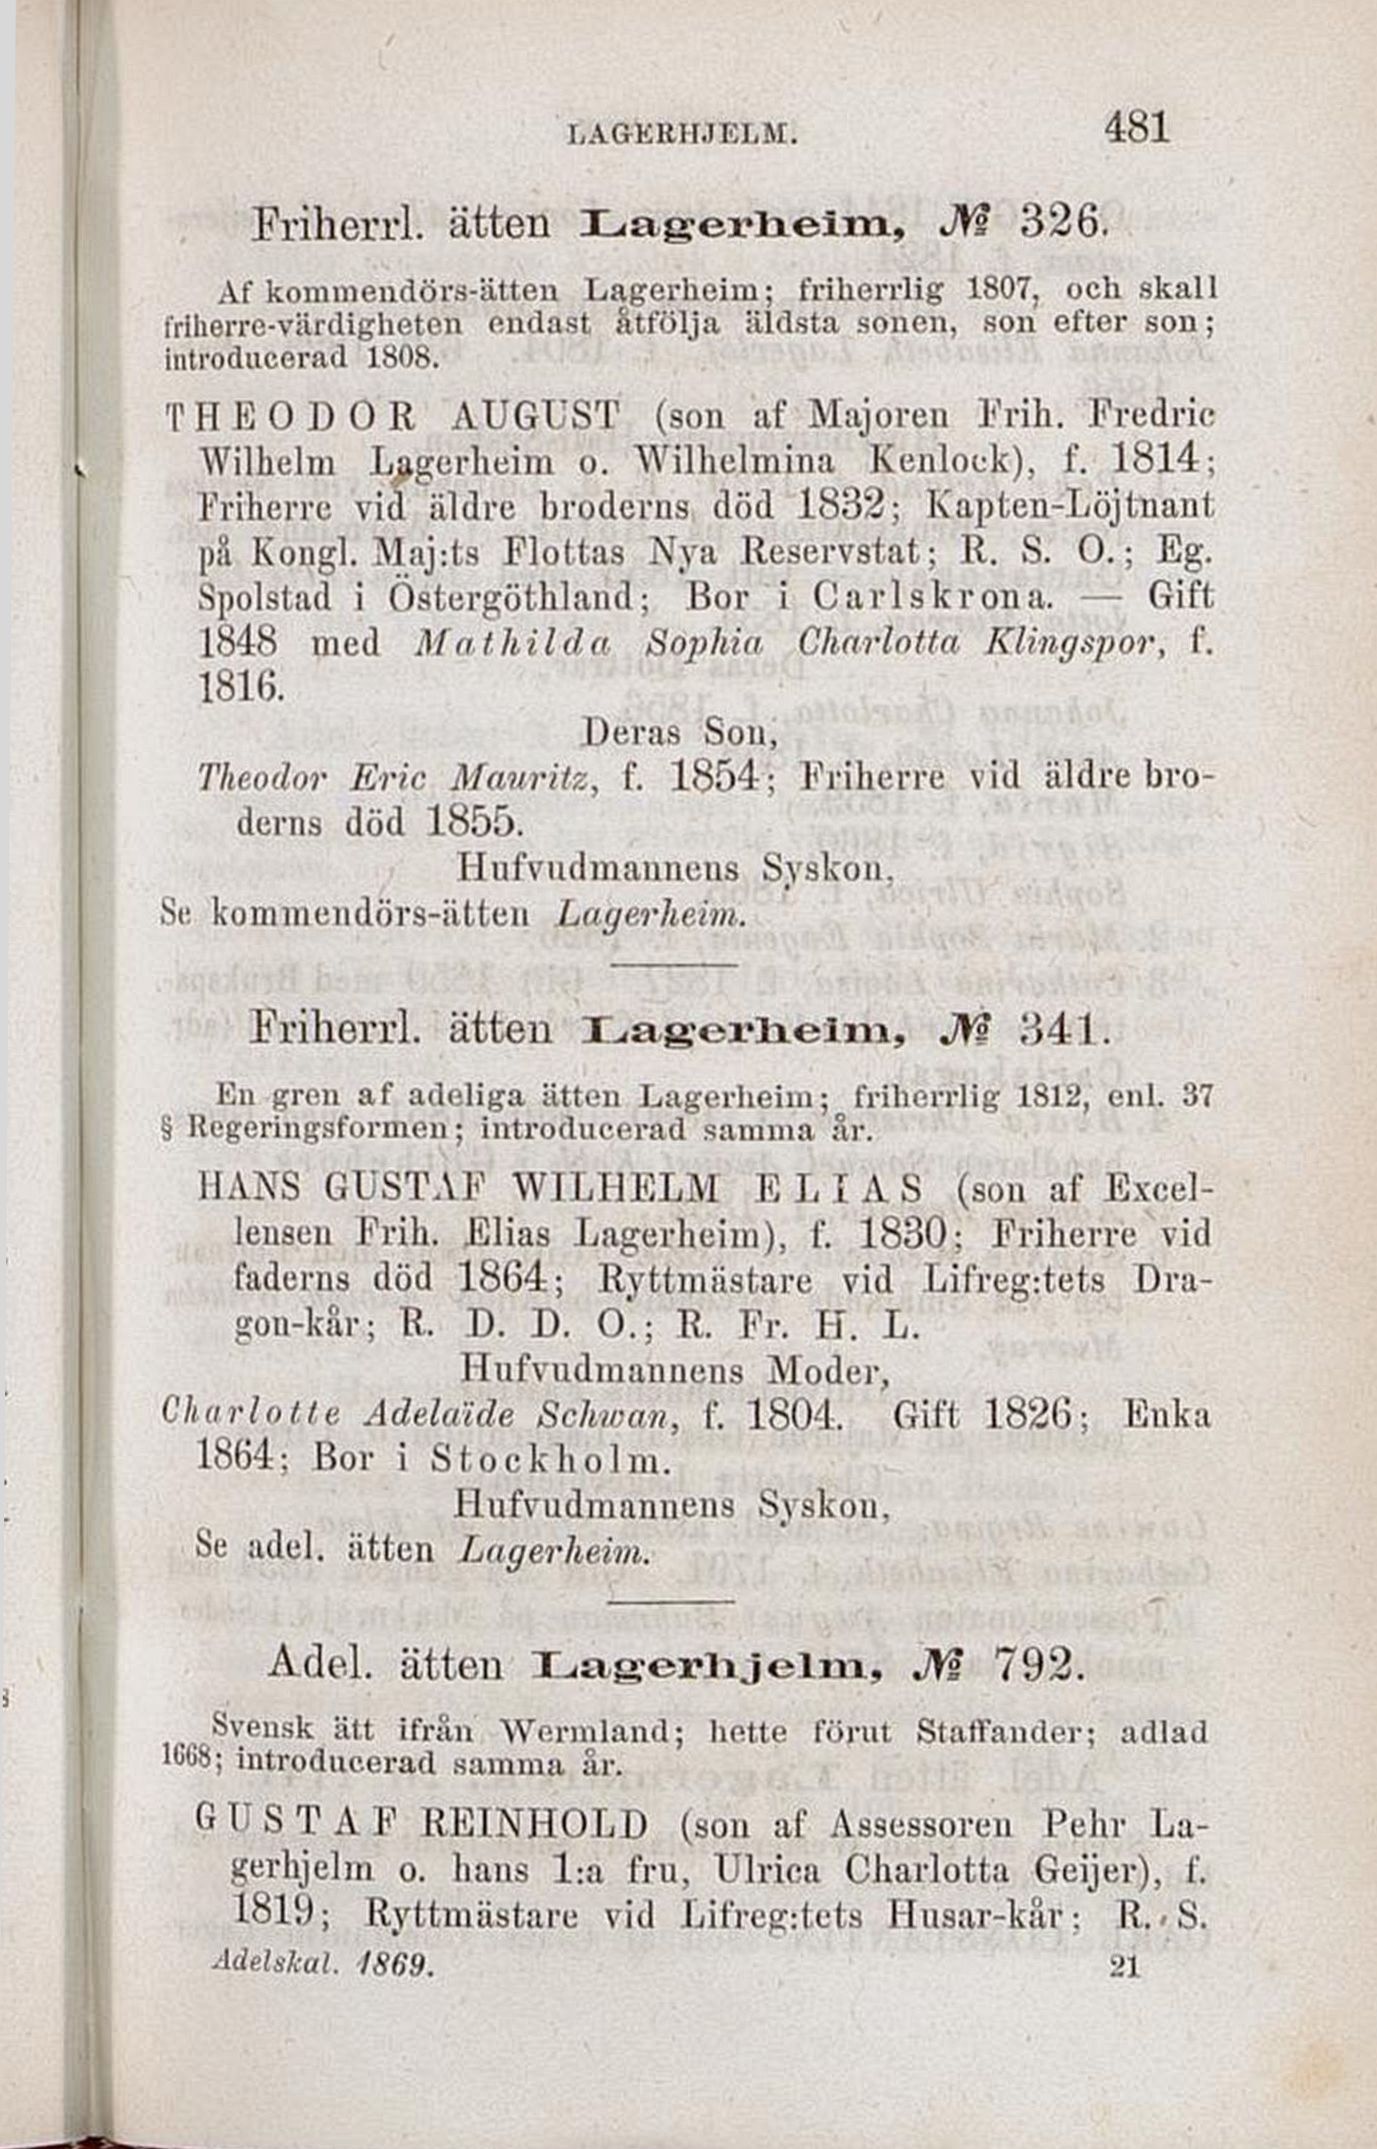 LAGERHJELM. 481
Friherrl. ätten Lagerheim, № 326.
Af kommendörs-ätten Lagerheim; friherrlig 1807, och skall
friherre-värdigheten endast åtfölja äldsta sonen, son efter son;
introducerad 1808.
THEODOR AUGUST (son af Majoren Frih. Fredric
Wilhelm Lagerheim o. Wilhelmina Kenlock), f. 1814;
Friherre vid äldre broderns död 1832; Kapten-Löjtnant
på Kongl. Maj:ts Flottas Nya Reservstat; R. S. O.; Eg.
Spolstad i Östergöthland; Bor i Carlskrona. — Gift
1848 med Mathilda Sophia Charlotta Klingspor, f.
1816.
Deras Son,
Theodor Eric Mauritz, f. 1854; Friherre vid äldre bro-
derns död 1855.
Hufvudmannens Syskon,
Se kommendörs-ätten Lagerheim.
Friherrl. ätten Lagerheim, № 341.
En gren af adeliga ätten Lagerheim; friherrlig 1812, enl. 37
§ Regeringsformen; introducerad samma år.
HANS GUSTAF WILHELM ELIAS (son af Excel-
lensen Frih. Elias Lagerheim), f. 1830; Friherre vid
faderns död 1864; Ryttmästare vid Lifreg:tets Dra-
gon-kår; R. D. D. O.; R. Fr. H. L.
Hufvudmannens Moder,
Charlotte Adelaïde Schwan, f. 1804. Gift 1826; Enka
1864; Bor i Stockholm.
Hufvudmannens Syskon,
Se adel. ätten Lagerheim.
Adel. ätten Lagerhjelm, № 792.
Svensk ätt ifrån Wermland; hette förut Staffander; adlad
1668; introducerad samma år.
GUSTAF REINHOLD (son af Assessoren Pehr La-
gerhjelm o. hans 1:a fru, Ulrica Charlotta Geijer), f.
1819; Ryttmästare vid Lifreg:tets Husar-kår; R. S.
Adelskal. 1869. 21